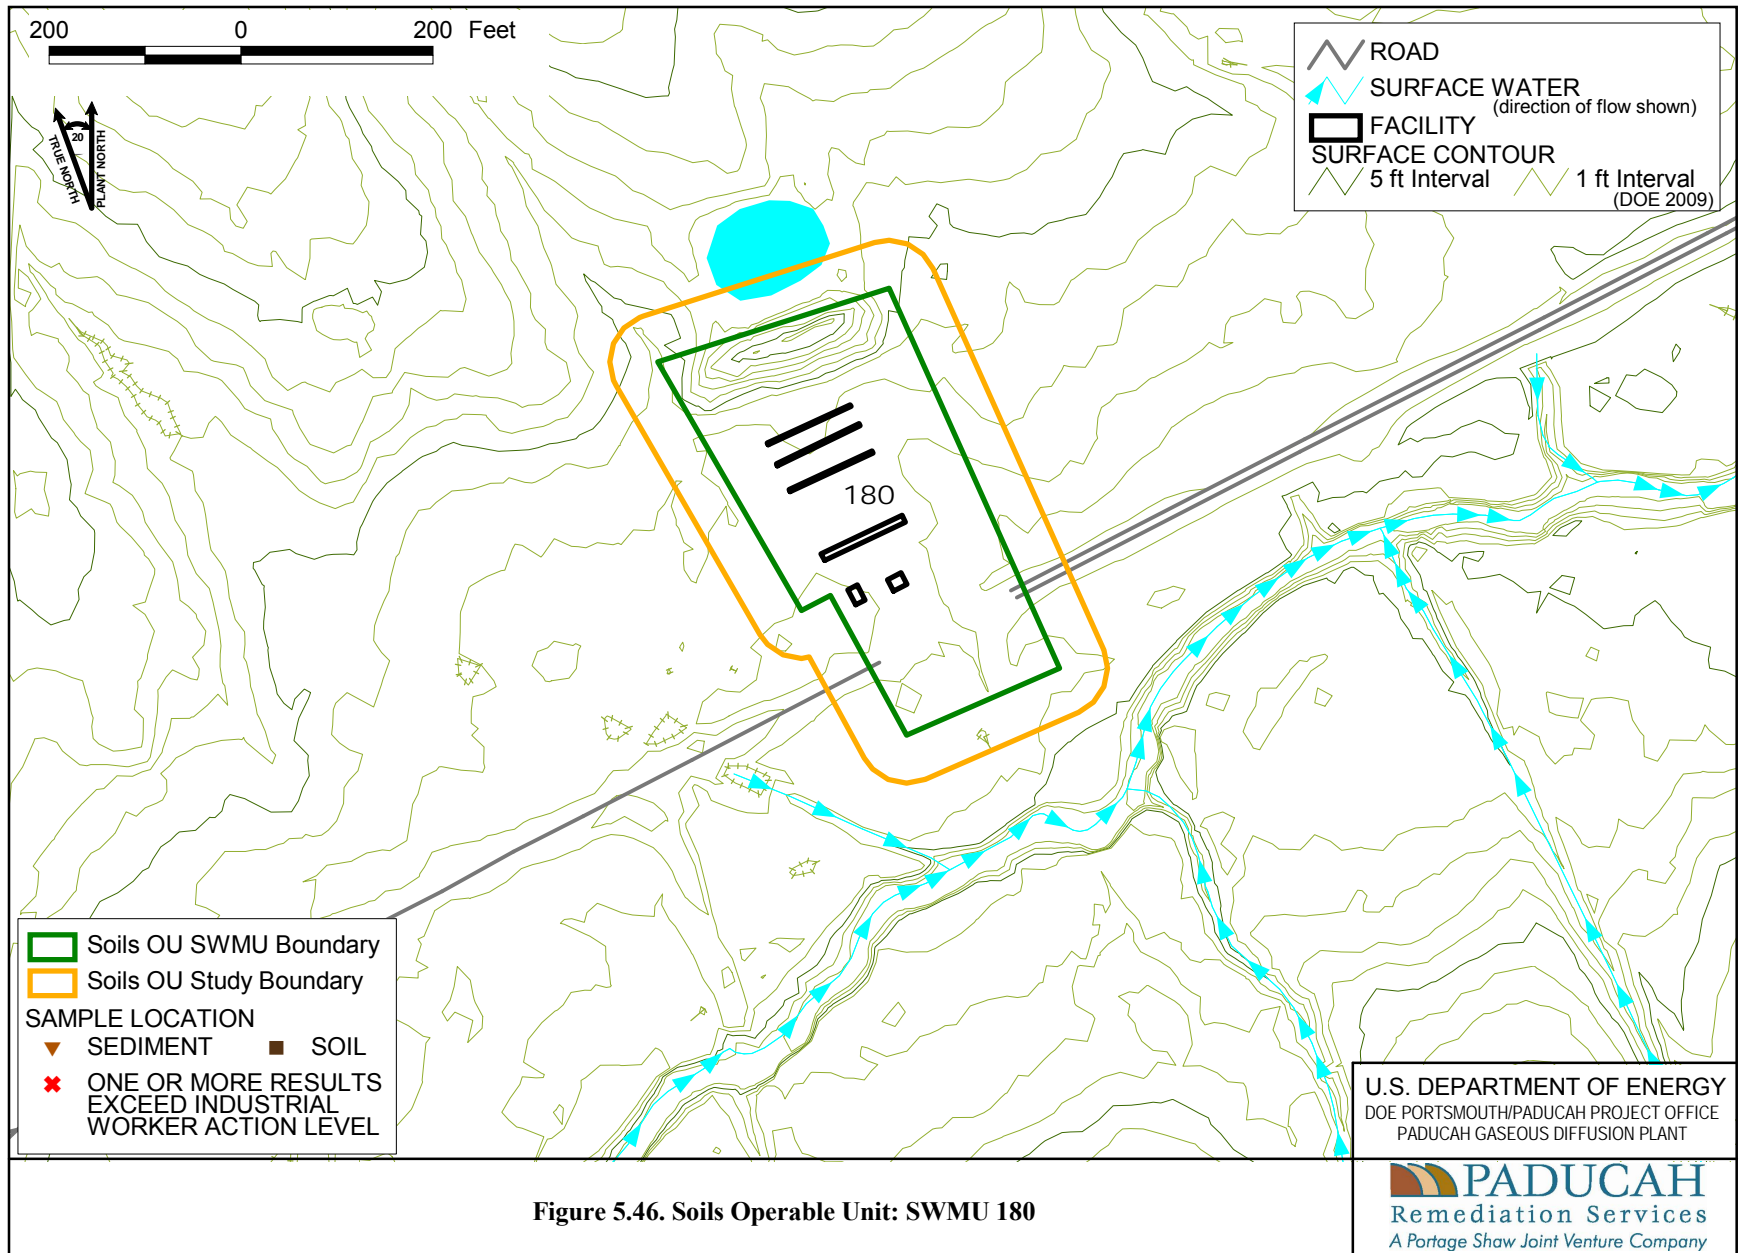 200 0 200 Feet
20
TRUE NORTH
PLANT NORTH
ROAD
SURFACE WATER
(direction of flow shown)
FACILITY
SURFACE CONTOUR
5 ft Interval 1 ft Interval
(DOE 2009)
180
Soils OU SWMU Boundary
Soils OU Study Boundary
SAMPLE LOCATION
SEDIMENT SOIL
ONE OR MORE RESULTS
EXCEED INDUSTRIAL
WORKER ACTION LEVEL
U.S. DEPARTMENT OF ENERGY
DOE PORTSMOUTH/PADUCAH PROJECT OFFICE
PADUCAH GASEOUS DIFFUSION PLANT
Figure 5.46. Soils Operable Unit: SWMU 180
PADUCAH
Remediation Services
A Portage Shaw Joint Venture Company